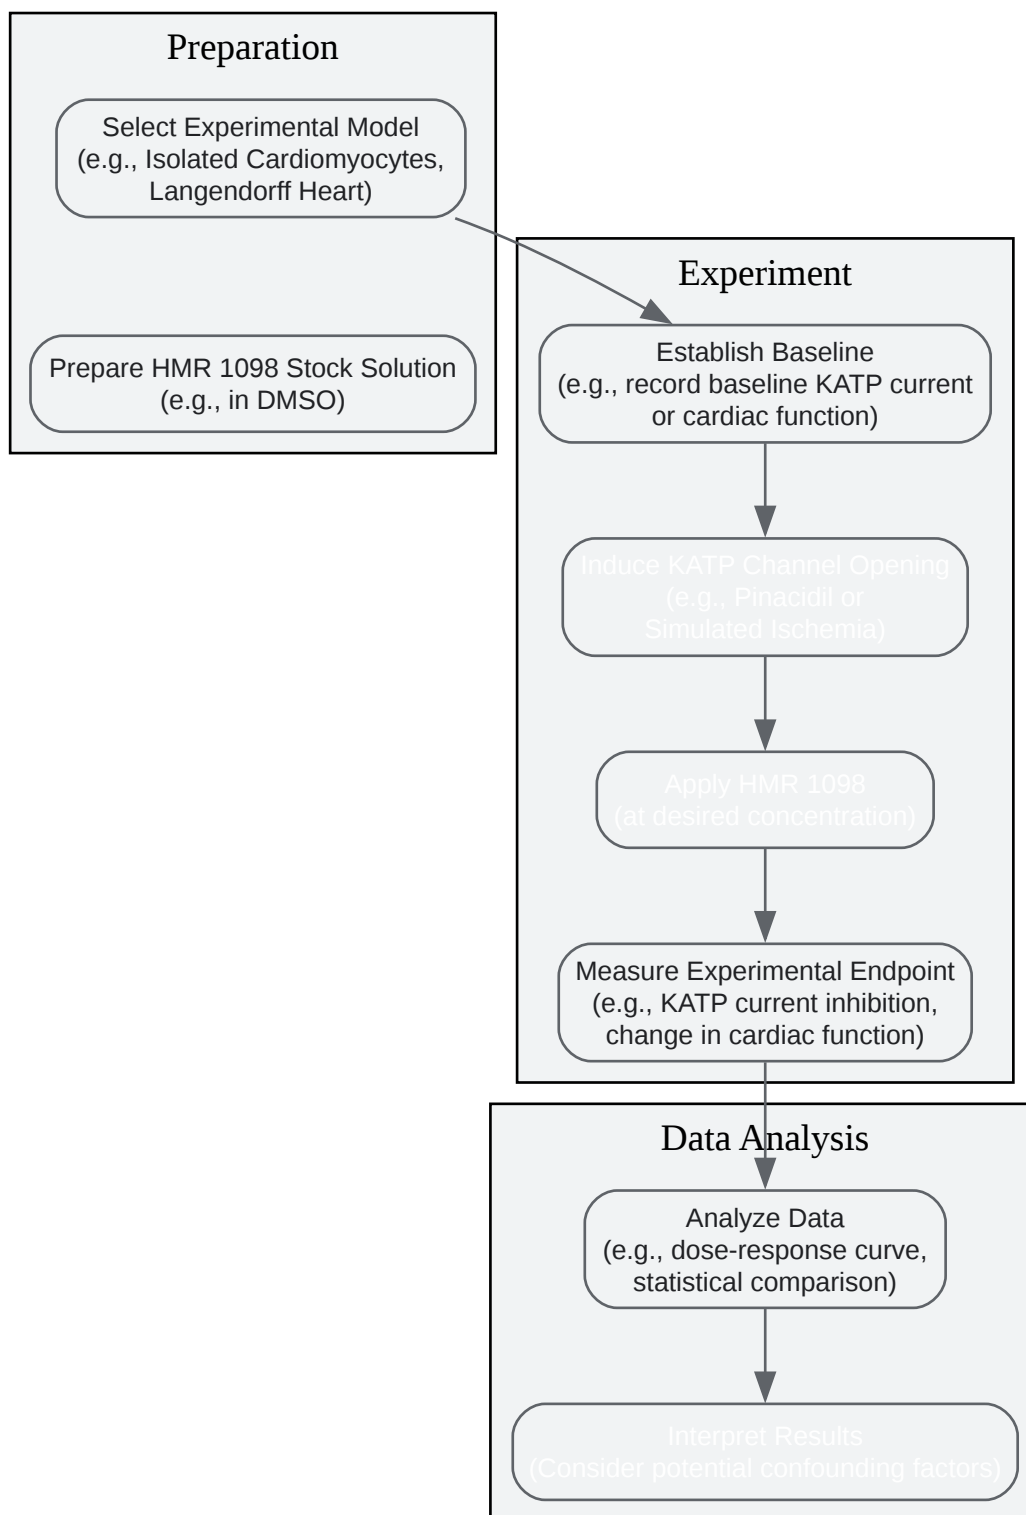 Preparation
Select Experimental Model
(e.g., Isolated Cardiomyocytes,
Langendorff Heart)
Prepare HMR 1098 Stock Solution
(e.g., in DMSO)
Experiment
Establish Baseline
(e.g., record baseline KATP current
or cardiac function)
Induce KATP Channel Opening
(e.g., Pinacidil or
Simulated Ischemia)
Apply HMR 1098
(at desired concentration)
Measure Experimental Endpoint
(e.g., KATP current inhibition,
change in cardiac function)
Data Analysis
Analyze Data
(e.g., dose-response curve,
statistical comparison)
Interpret Results
(Consider potential confounding factors)